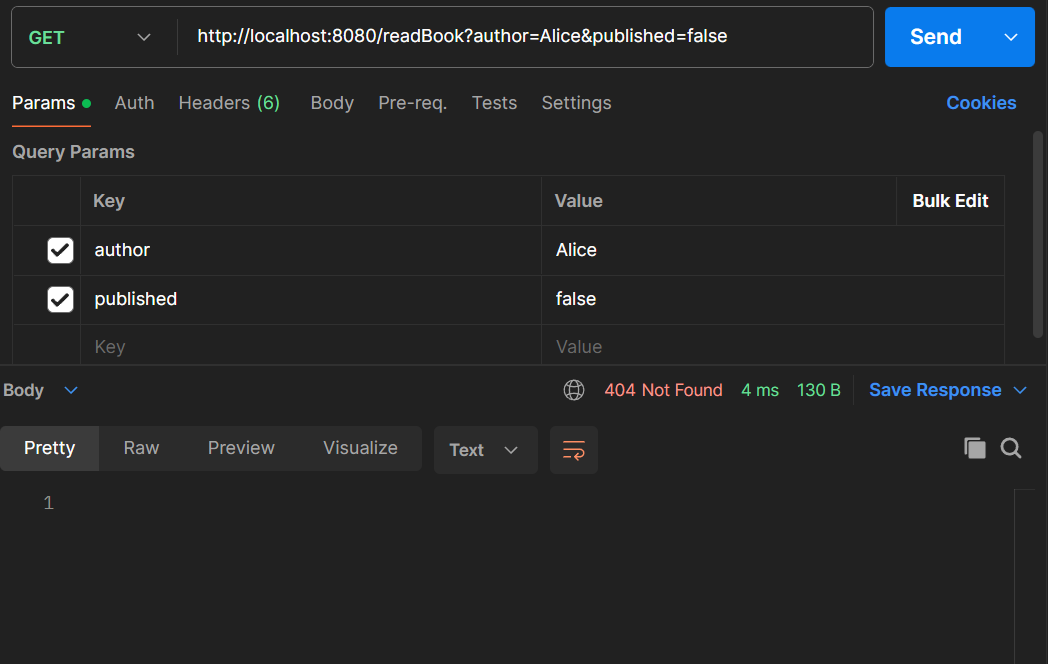 GET http://localhost:8080/readBook?author=Alice&published=false Send
Params Auth Headers (6) Body Pre-req. Tests Settings Cookies
Query Params
Key Value Bulk Edit
author Alice
published false
Key Value
Body 404 Not Found 4 ms 130 B Save Response
Pretty Raw Preview Visualize Text
1